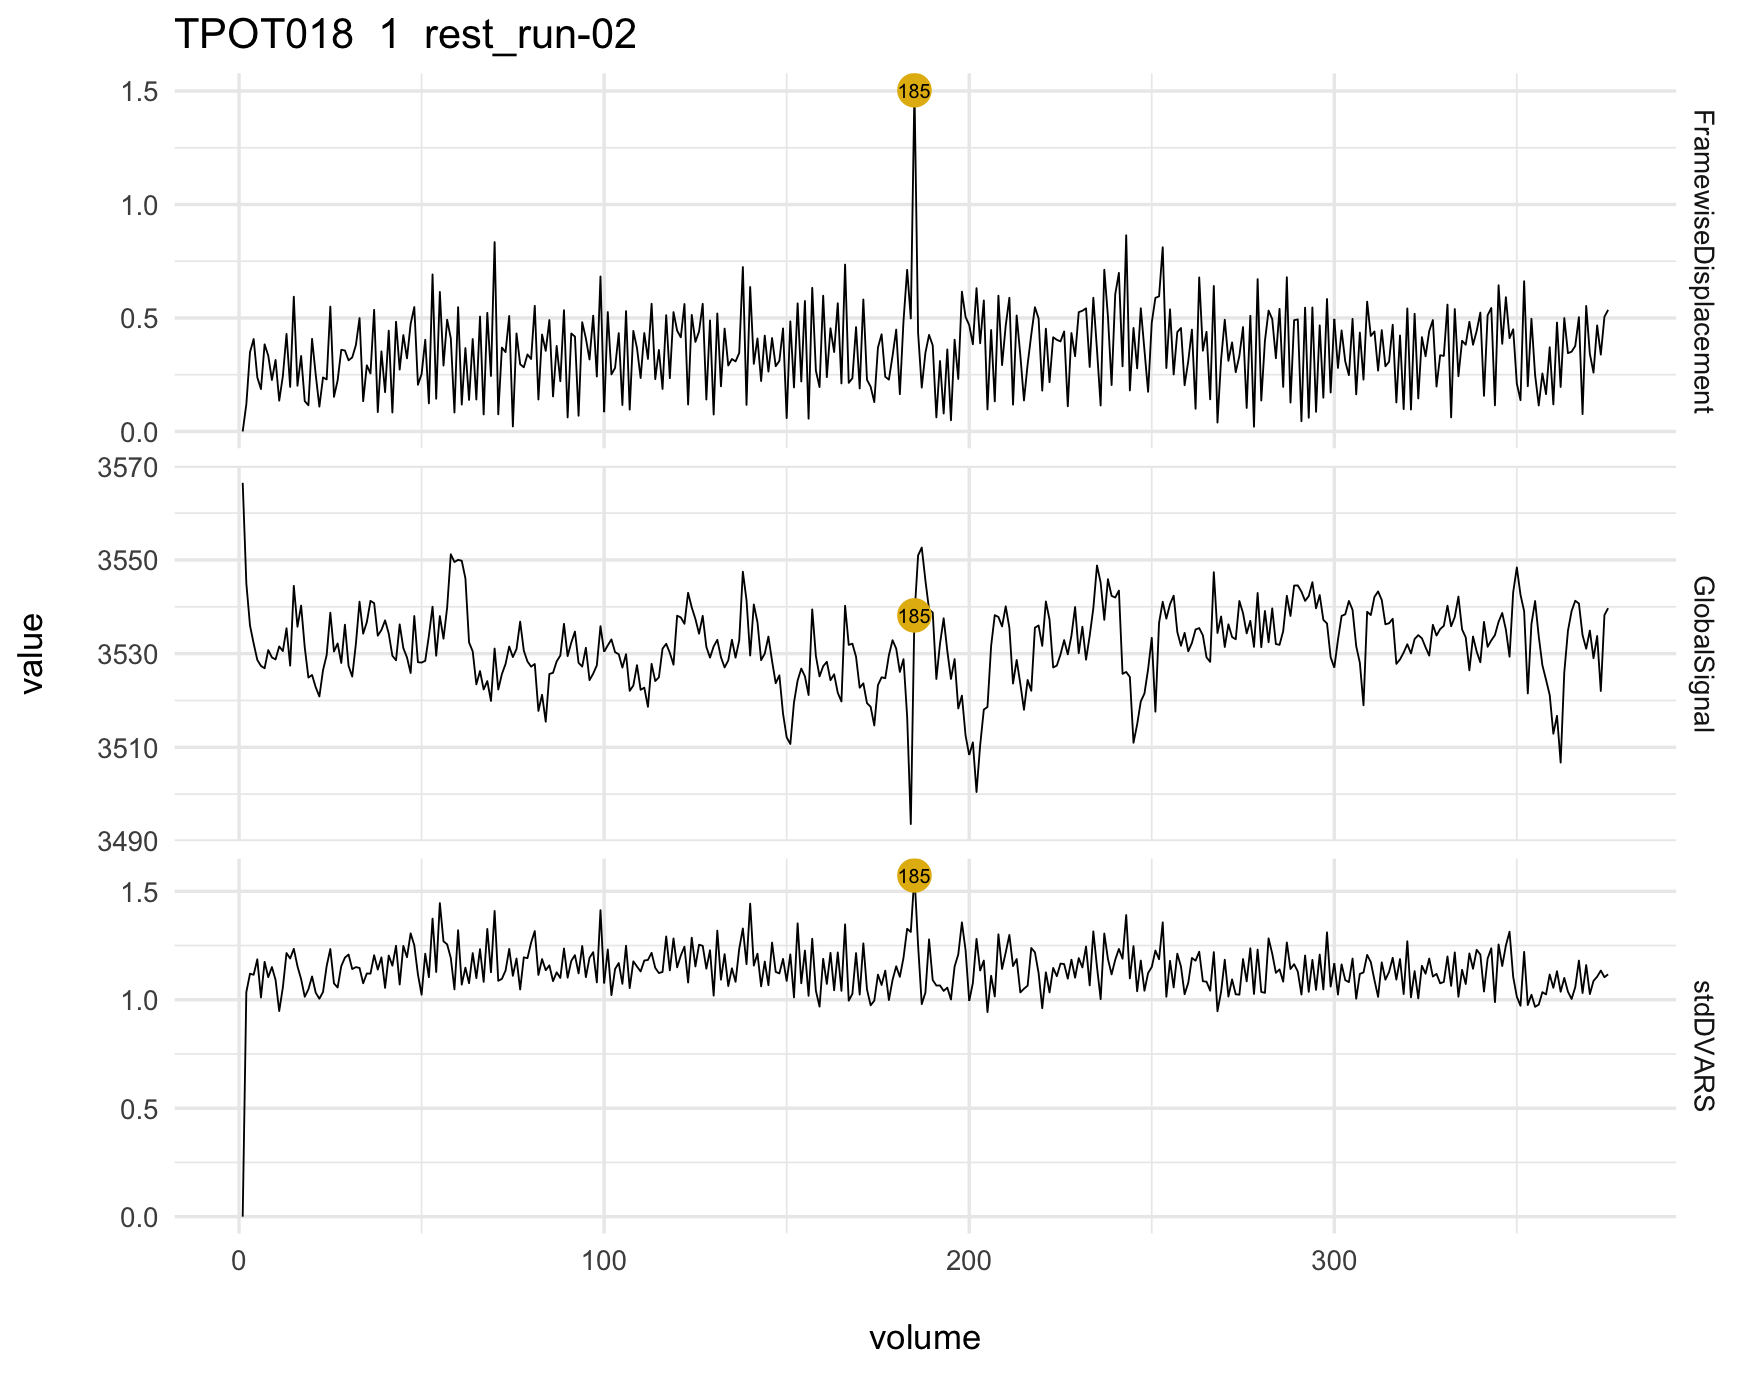 TPOT018 1 rest_run-02
1.5
1.0
0.5
0.0
185
FramewiseDisplacement
3570
3550
3530
3510
3490
185
GlobalSignal
value
1.5
1.0
0.5
0.0
185
stdDVARS
0 100 200 300
volume